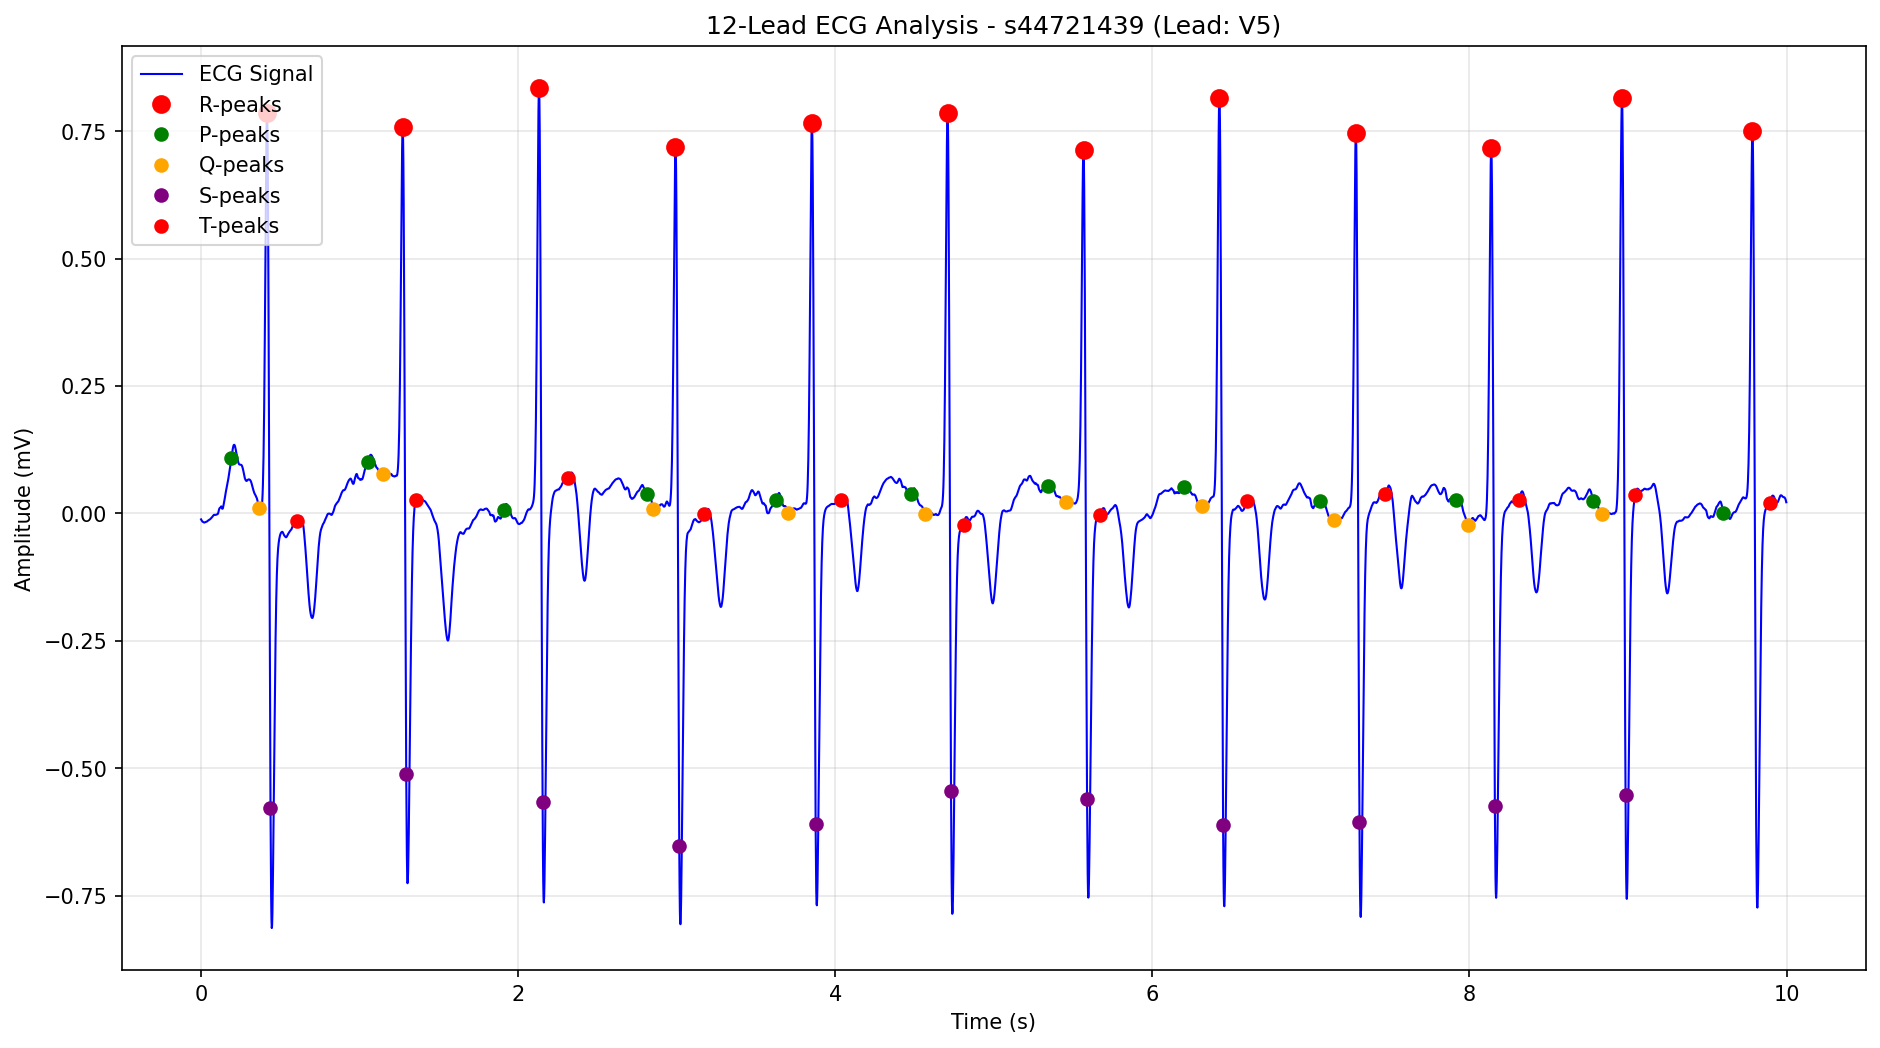 12-Lead ECG Analysis - s44721439 (Lead: V5)
ECG Signal
R-peaks
P-peaks
Q-peaks
S-peaks
T-peaks
Amplitude (mV)
0.75
0.50
0.25
0.00
−0.25
−0.50
−0.75
0 2 4 6 8 10
Time (s)